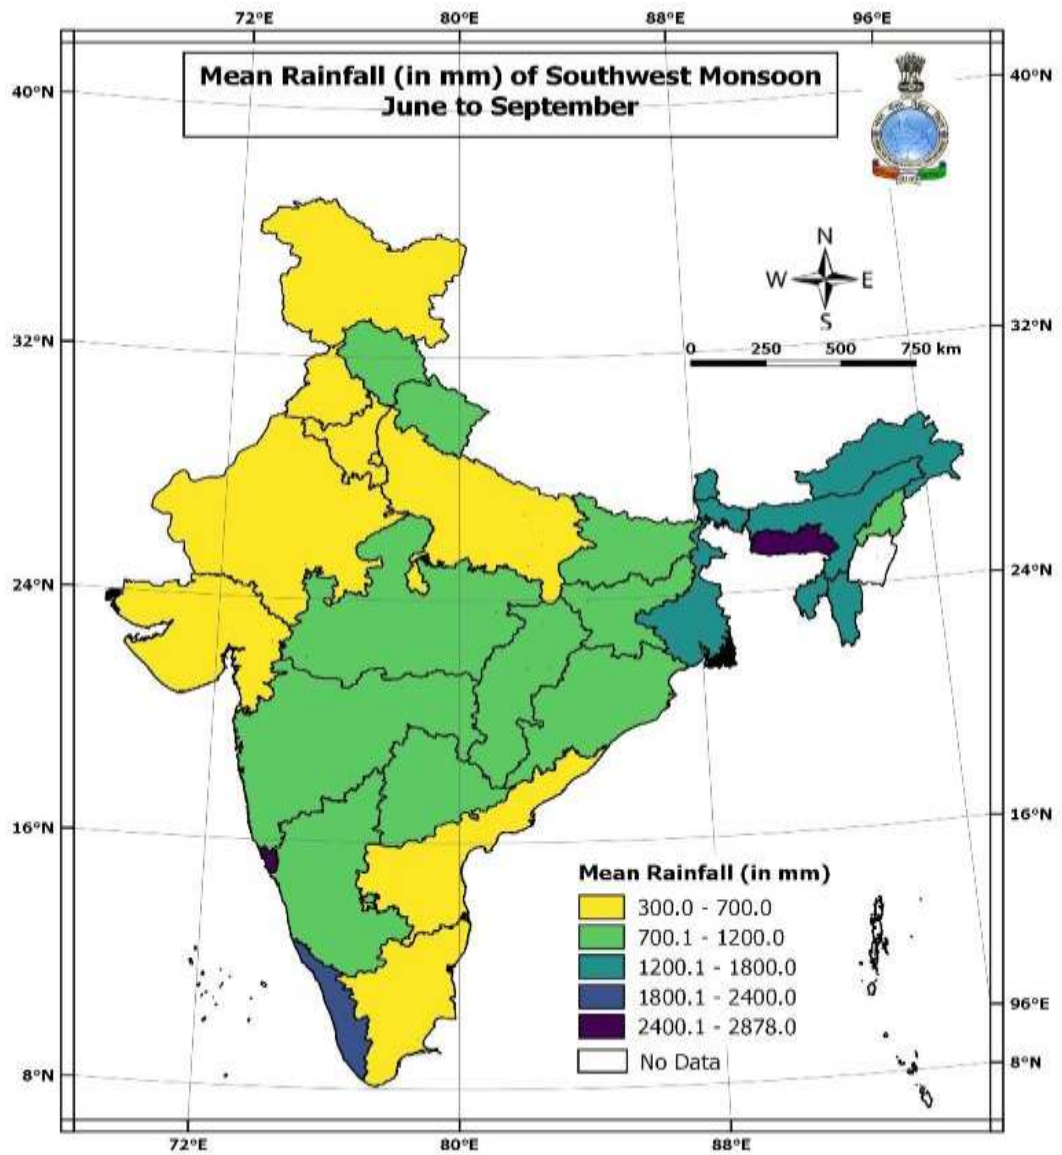 72°E 80°E 88°E 96°E
Mean Rainfall (in mm) of Southwest Monsoon
June to September
40°N 40°N
N
W E
S
32°N 32°N
0 250 500 750 km
24°N 24°N
16°N 16°N
Mean Rainfall (in mm)
300.0 - 700.0
700.1 - 1200.0
1200.1 - 1800.0
1800.1 - 2400.0
2400.1 - 2878.0
No Data
96°E
8°N 8°N
72°E 80°E 88°E